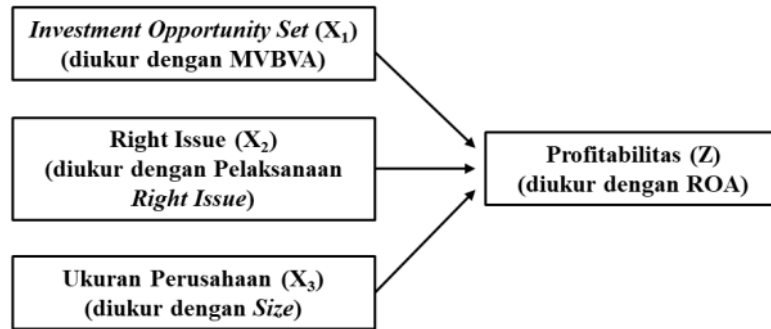 Investment Opportunity Set (X₁)
(diukur dengan MVBVA)
Right Issue (X₂)
(diukur dengan Pelaksanaan
Right Issue)
Profitabilitas (Z)
(diukur dengan ROA)
Ukuran Perusahaan (X₃)
(diukur dengan Size)